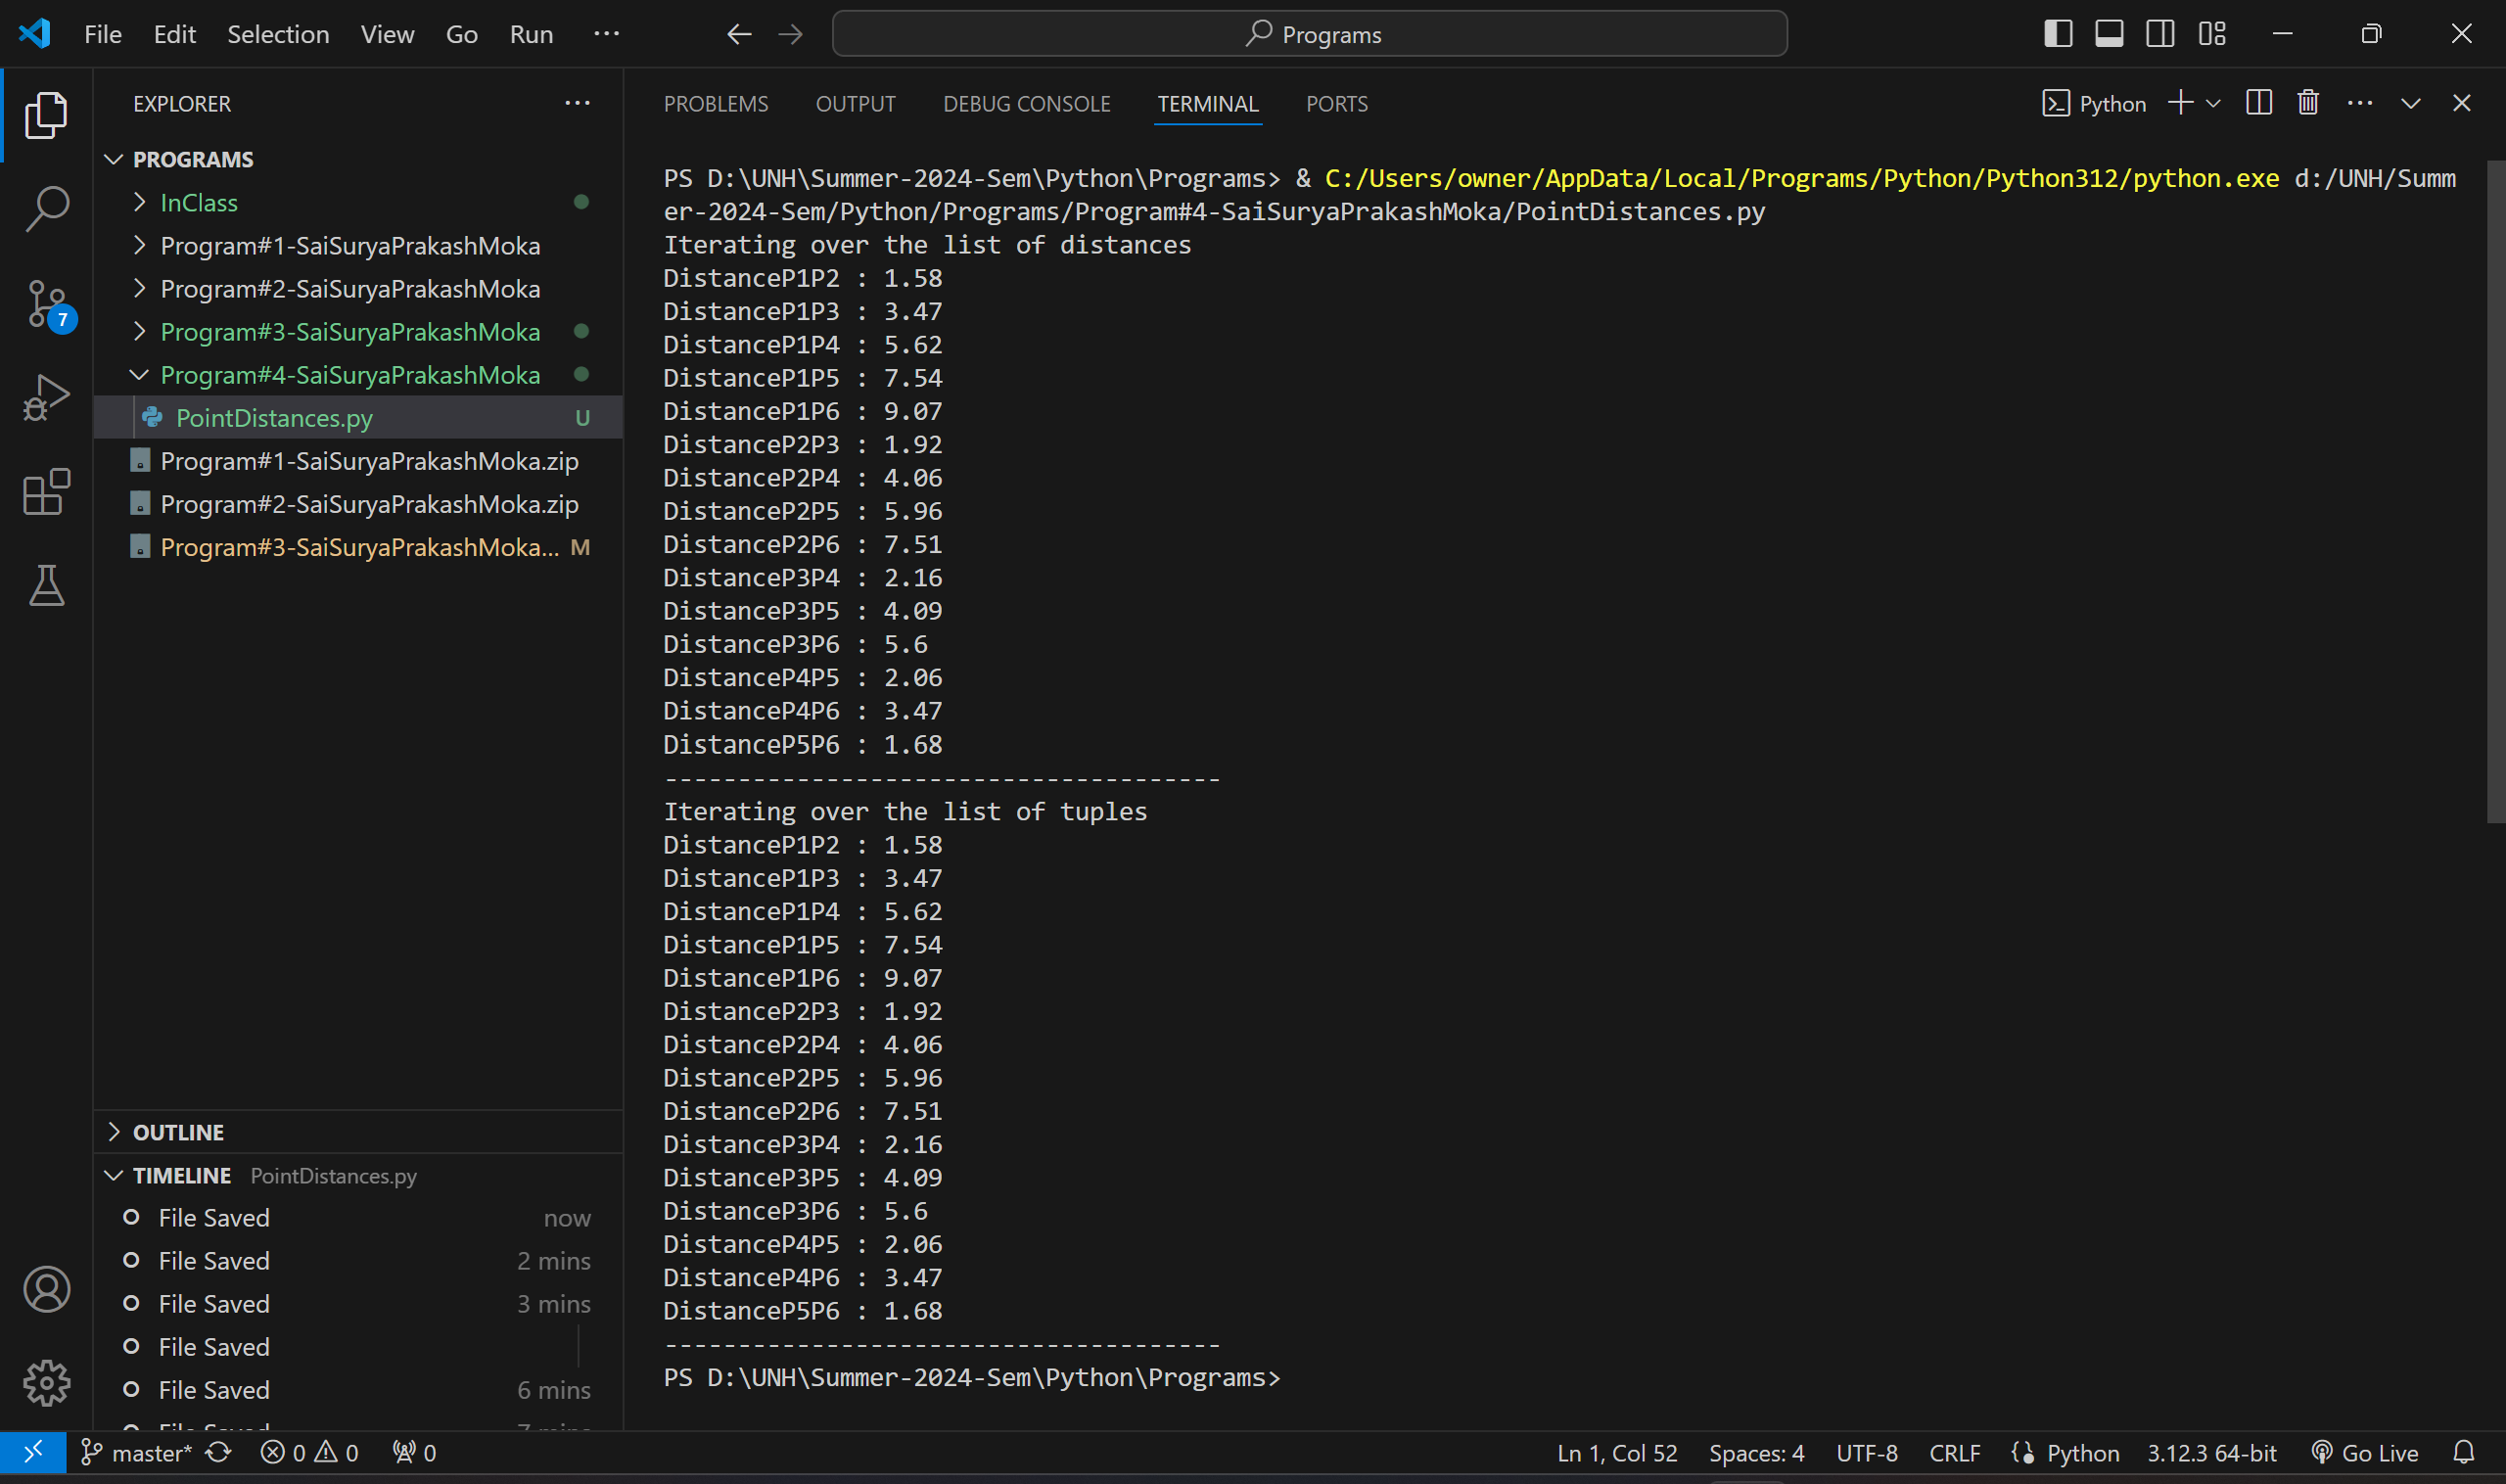 File Edit Selection View Go Run ··· Programs
EXPLORER ···
PROGRAMS
InClass
Program#1-SaiSuryaPrakashMoka
Program#2-SaiSuryaPrakashMoka
Program#3-SaiSuryaPrakashMoka
Program#4-SaiSuryaPrakashMoka
PointDistances.py U
Program#1-SaiSuryaPrakashMoka.zip
Program#2-SaiSuryaPrakashMoka.zip
Program#3-SaiSuryaPrakashMoka... M
7
OUTLINE
TIMELINE PointDistances.py
File Saved now
File Saved 2 mins
File Saved 3 mins
File Saved
File Saved 6 mins
PROBLEMS OUTPUT DEBUG CONSOLE TERMINAL PORTS Python
PS D:\UNH\Summer-2024-Sem\Python\Programs> & C:/Users/owner/AppData/Local/Programs/Python/Python312/python.exe d:/UNH/Summ
er-2024-Sem/Python/Programs/Program#4-SaiSuryaPrakashMoka/PointDistances.py
Iterating over the list of distances
DistanceP1P2 : 1.58
DistanceP1P3 : 3.47
DistanceP1P4 : 5.62
DistanceP1P5 : 7.54
DistanceP1P6 : 9.07
DistanceP2P3 : 1.92
DistanceP2P4 : 4.06
DistanceP2P5 : 5.96
DistanceP2P6 : 7.51
DistanceP3P4 : 2.16
DistanceP3P5 : 4.09
DistanceP3P6 : 5.6
DistanceP4P5 : 2.06
DistanceP4P6 : 3.47
DistanceP5P6 : 1.68
--------------------------------------
Iterating over the list of tuples
DistanceP1P2 : 1.58
DistanceP1P3 : 3.47
DistanceP1P4 : 5.62
DistanceP1P5 : 7.54
DistanceP1P6 : 9.07
DistanceP2P3 : 1.92
DistanceP2P4 : 4.06
DistanceP2P5 : 5.96
DistanceP2P6 : 7.51
DistanceP3P4 : 2.16
DistanceP3P5 : 4.09
DistanceP3P6 : 5.6
DistanceP4P5 : 2.06
DistanceP4P6 : 3.47
DistanceP5P6 : 1.68
--------------------------------------
PS D:\UNH\Summer-2024-Sem\Python\Programs>
master* 0 0 0 Ln 1, Col 52 Spaces: 4 UTF-8 CRLF Python 3.12.3 64-bit Go Live